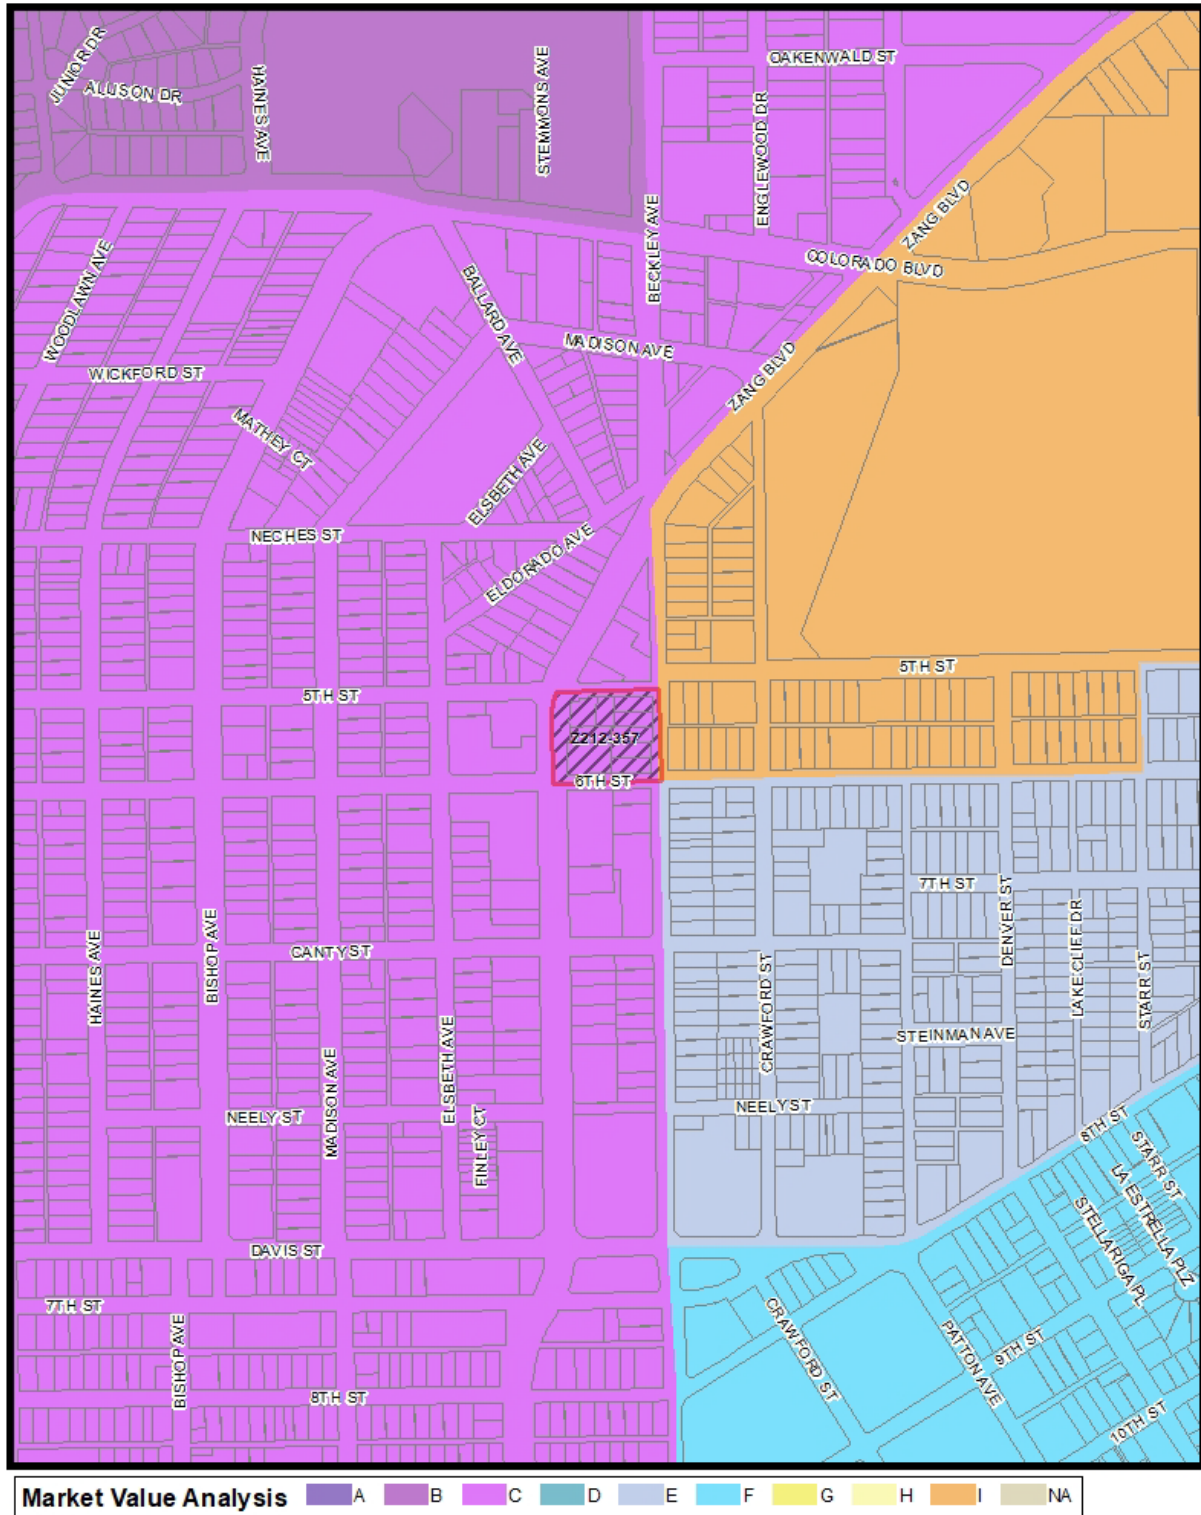 JUNIOR DR
ALLISON DR
HAINES AVE
STEMMONS AVE
OAKENWALD ST
ENGLEWOOD DR
ZANG BLVD
BECKLEY AVE
COLORADO BLVD
WOODLAWN AVE
BALLARD AVE
MADISON AVE
WICKFORD ST
ZANG BLVD
MATHEY CT
ELSBETH AVE
NECHES ST
ELDORADO AVE
5TH ST
5TH ST
Z212-357
6TH ST
7TH ST
DENVER ST
LAKE CLIFF DR
HAINES AVE
BISHOP AVE
CANTY ST
CRAWFORD ST
STARR ST
STEINMAN AVE
MADISON AVE
ELSBETH AVE
NEELY ST
NEELY ST
FINLEY CT
8TH ST
STARR ST
LA ESTRELLA PLZ
STELLARIGA PL
DAVIS ST
7TH ST
BISHOP AVE
CRAWFORD ST
PATTON AVE
9TH ST
8TH ST
10TH ST
Market Value Analysis A B C D E F G H I NA